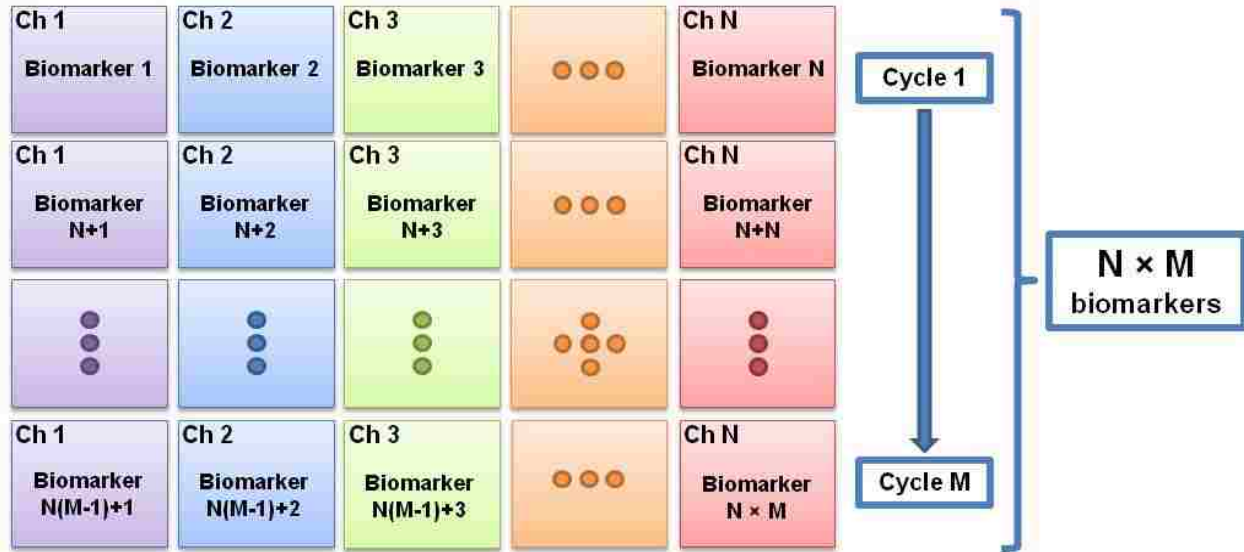 Ch 1
Biomarker 1
Ch 2
Biomarker 2
Ch 3
Biomarker 3
Ch N
Biomarker N
Cycle 1
Ch 1
Biomarker
N+1
Ch 2
Biomarker
N+2
Ch 3
Biomarker
N+3
Ch N
Biomarker
N+N
N × M
biomarkers
Ch 1
Biomarker
N(M-1)+1
Ch 2
Biomarker
N(M-1)+2
Ch 3
Biomarker
N(M-1)+3
Ch N
Biomarker
N × M
Cycle M